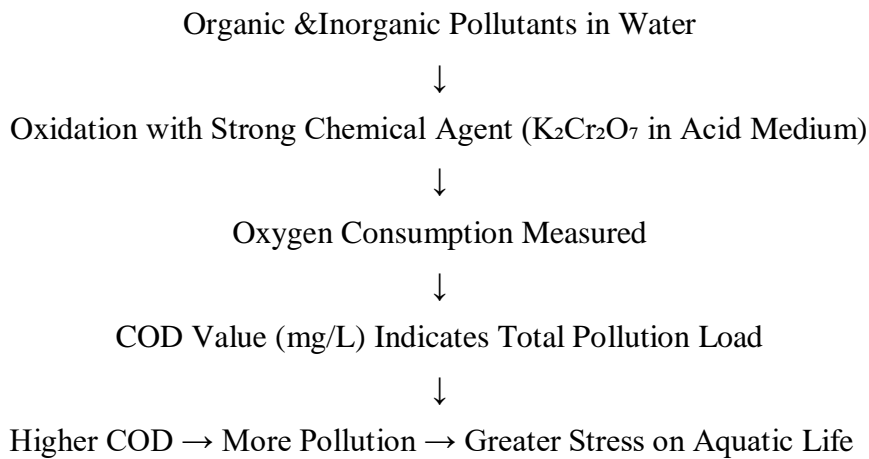 Organic &Inorganic Pollutants in Water
↓
Oxidation with Strong Chemical Agent (K₂Cr₂O₇ in Acid Medium)
↓
Oxygen Consumption Measured
↓
COD Value (mg/L) Indicates Total Pollution Load
↓
Higher COD → More Pollution → Greater Stress on Aquatic Life